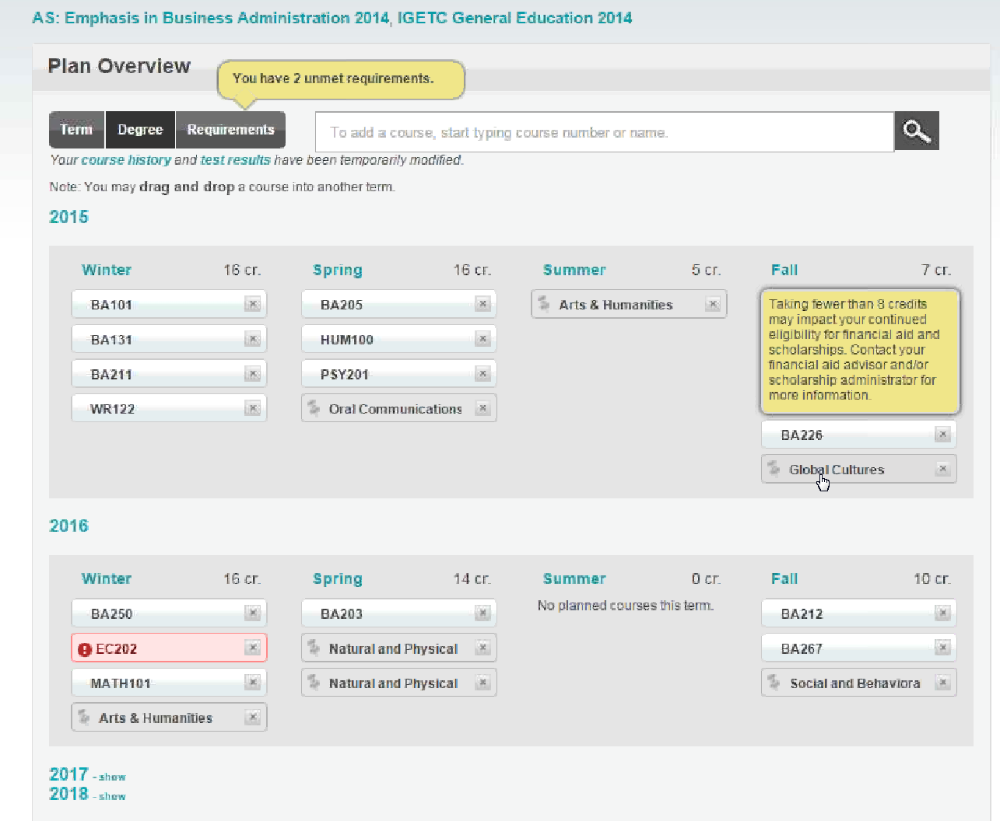 AS: Emphasis in Business Administration 2014, IGETC General Education 2014
Plan Overview
You have 2 unmet requirements.
Term
Degree
Requirements
To add a course, start typing course number or name.
Your course history and test results have been temporarily modified.
Note: You may drag and drop a course into another term.
2015
Winter 16 cr.
BA101
BA131
BA211
WR122
Spring 16 cr.
BA205
HUM100
PSY201
Oral Communications
Summer 5 cr.
Arts & Humanities
Fall 7 cr.
Taking fewer than 8 credits
may impact your continued
eligibility for financial aid and
scholarships. Contact your
financial aid advisor and/or
scholarship administrator for
more information.
BA226
Global Cultures
2016
Winter 16 cr.
BA250
EC202
MATH101
Arts & Humanities
Spring 14 cr.
BA203
Natural and Physical
Natural and Physical
Summer 0 cr.
No planned courses this term.
Fall 10 cr.
BA212
BA267
Social and Behaviora
2017 - show
2018 - show